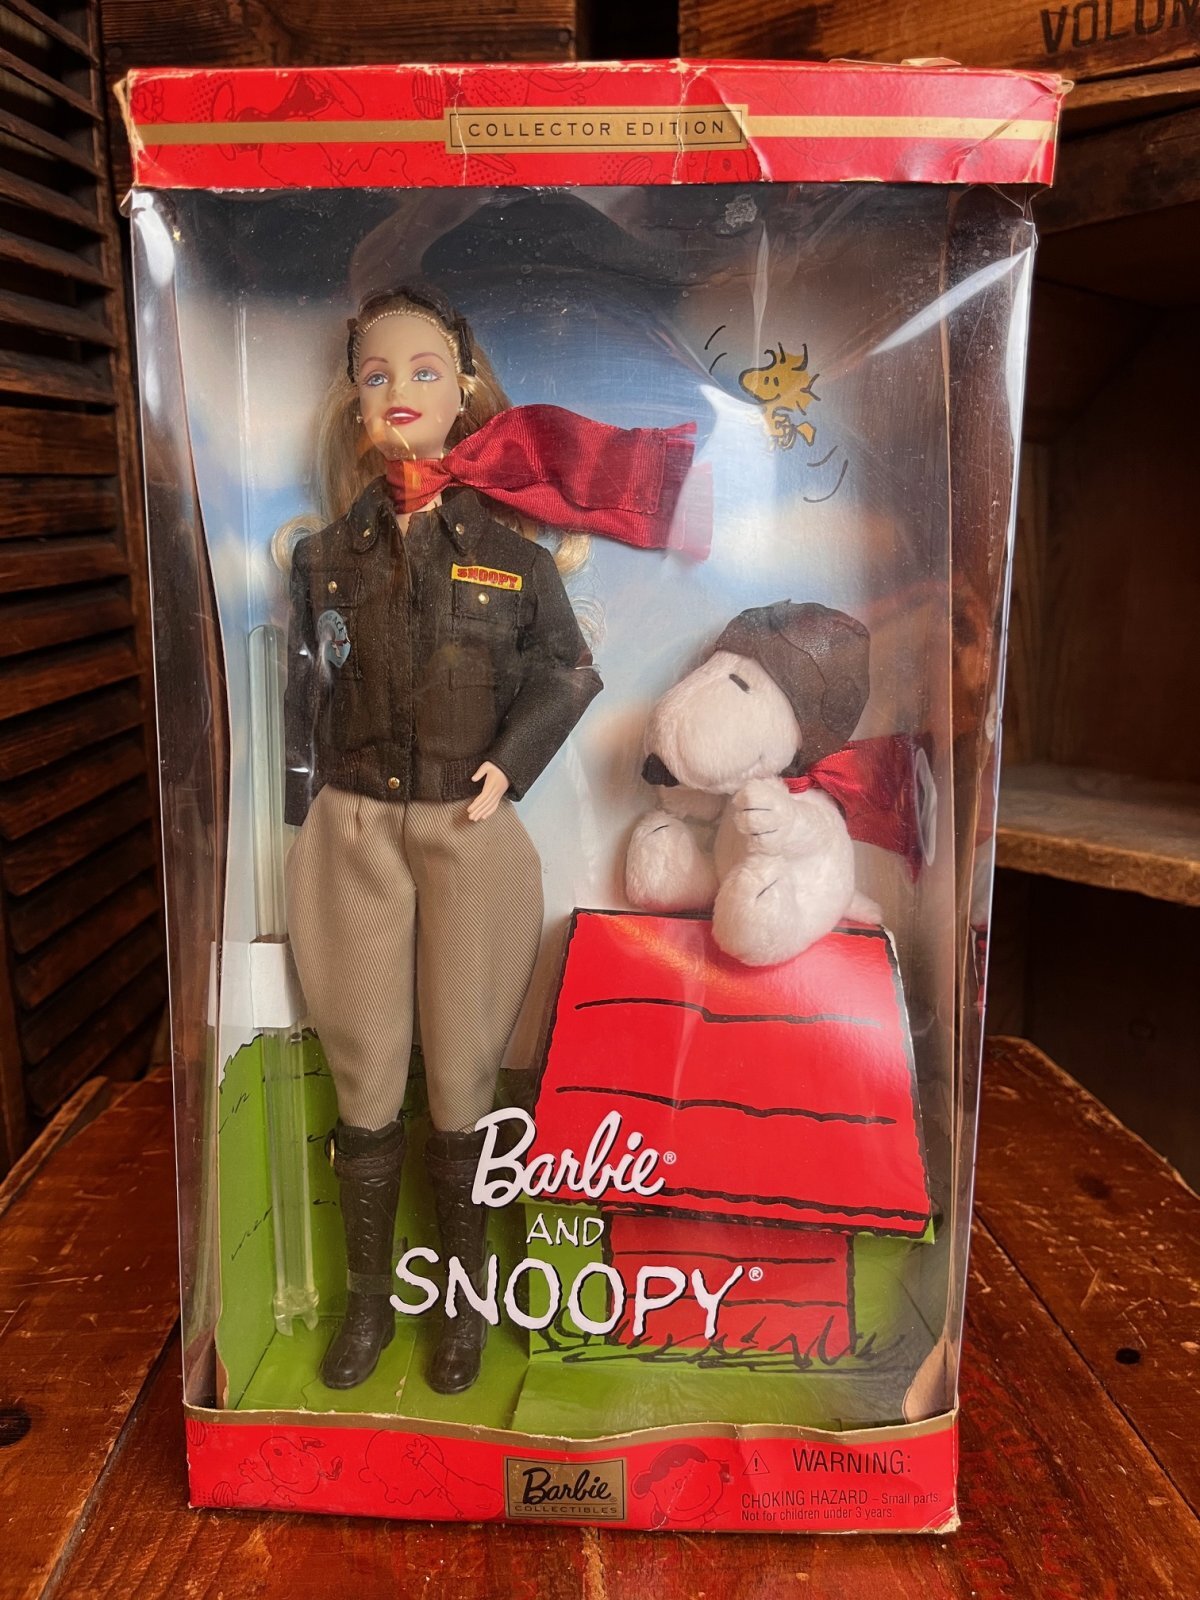 VOLUM
COLLECTOR EDITION
SNOOPY
Barbie®
AND
SNOOPY®
Barbie
COLLECTIBLES
⚠ WARNING:
CHOKING HAZARD – Small parts.
Not for children under 3 years.